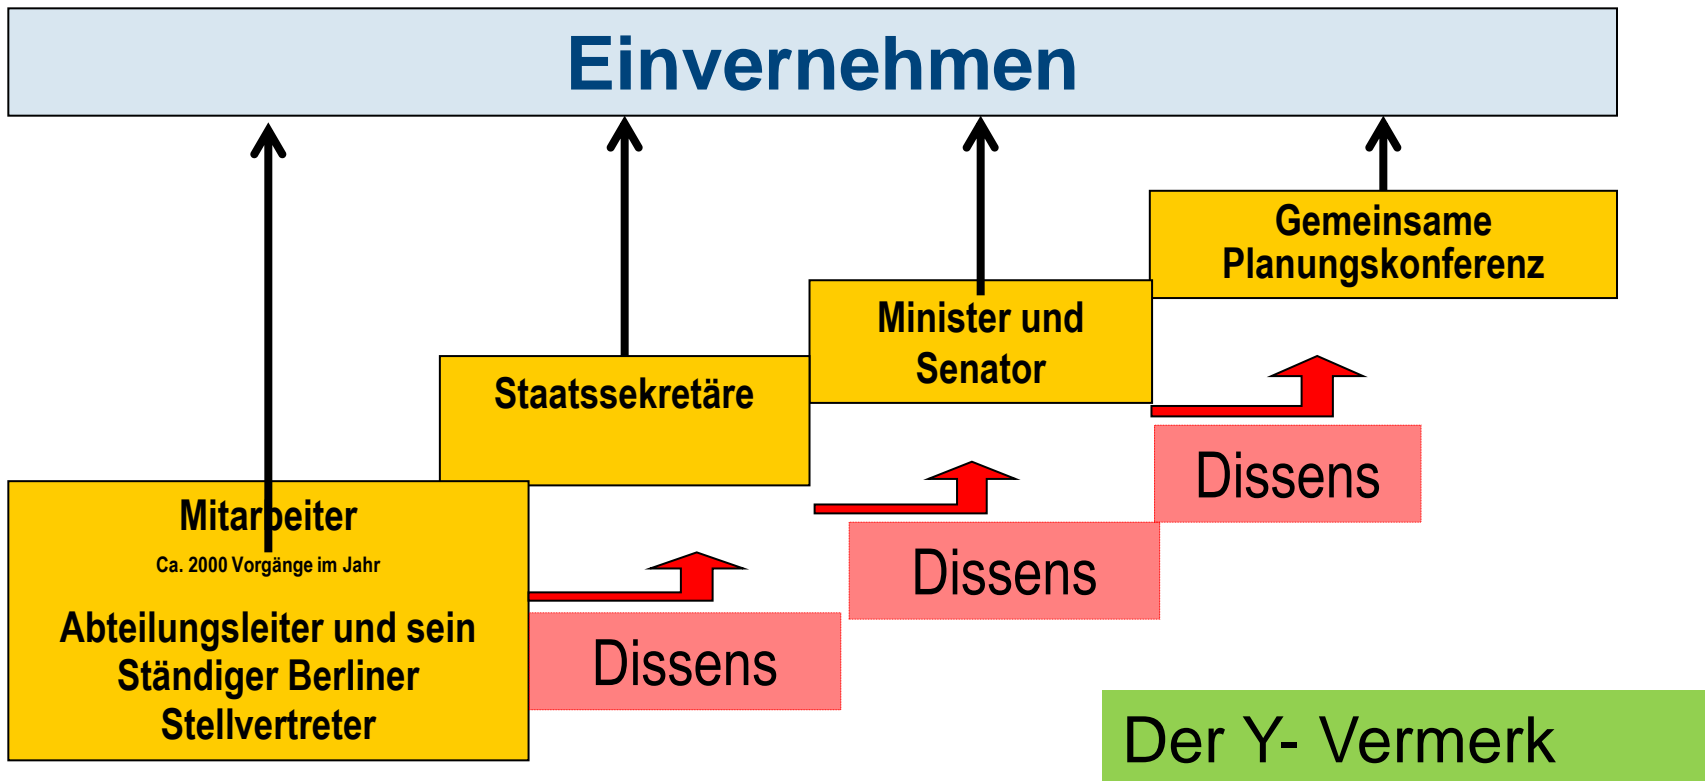 Einvernehmen
Gemeinsame
Planungskonferenz
Minister und
Senator
Staatssekretäre
Mitarbeiter
Ca. 2000 Vorgänge im Jahr
Abteilungsleiter und sein
Ständiger Berliner
Stellvertreter
Dissens
Dissens
Dissens
Der Y- Vermerk